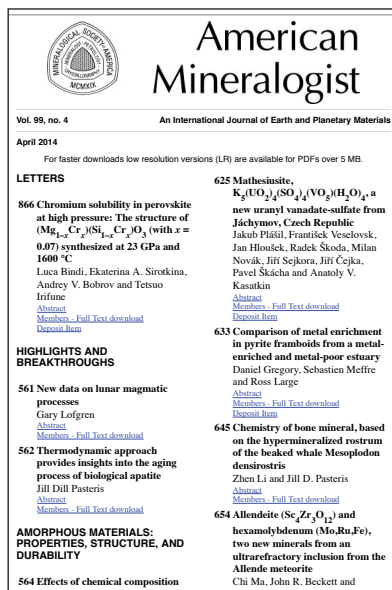 MINERALOGICAL SOCIETY OF AMERICA
MINERALOGY · PETROLOGY
CRYSTALLOGRAPHY
MCMXIX
American
Mineralogist
Vol. 99, no. 4 An International Journal of Earth and Planetary Materials
April 2014
For faster downloads low resolution versions (LR) are available for PDFs over 5 MB.
LETTERS
866 Chromium solubility in perovskite
at high pressure: The structure of
(Mg₁₋ₓCrₓ)(Si₁₋ₓCrₓ)O₃ (with x =
0.07) synthesized at 23 GPa and
1600 °C
Luca Bindi, Ekaterina A. Sirotkina,
Andrey V. Bobrov and Tetsuo
Irifune
Abstract
Members - Full Text download
Deposit Item
HIGHLIGHTS AND
BREAKTHROUGHS
561 New data on lunar magmatic
processes
Gary Lofgren
Abstract
Members - Full Text download
562 Thermodynamic approach
provides insights into the aging
process of biological apatite
Jill Dill Pasteris
Abstract
Members - Full Text download
AMORPHOUS MATERIALS:
PROPERTIES, STRUCTURE, AND
DURABILITY
564 Effects of chemical composition
625 Mathesiusite,
K₅(UO₂)₄(SO₄)₄(VO₅)(H₂O)₄, a
new uranyl vanadate-sulfate from
Jáchymov, Czech Republic
Jakub Plášil, František Veselovsk,
Jan Hloušek, Radek Škoda, Milan
Novák, Jiří Sejkora, Jiří Čejka,
Pavel Škácha and Anatoly V.
Kasatkin
Abstract
Members - Full Text download
Deposit Item
633 Comparison of metal enrichment
in pyrite framboids from a metal-
enriched and metal-poor estuary
Daniel Gregory, Sebastien Meffre
and Ross Large
Abstract
Members - Full Text download
Deposit Item
645 Chemistry of bone mineral, based
on the hypermineralized rostrum
of the beaked whale Mesoplodon
densirostris
Zhen Li and Jill D. Pasteris
Abstract
Members - Full Text download
654 Allendeite (Sc₄Zr₃O₁₂) and
hexamolybdenum (Mo,Ru,Fe),
two new minerals from an
ultrarefractory inclusion from the
Allende meteorite
Chi Ma, John R. Beckett and